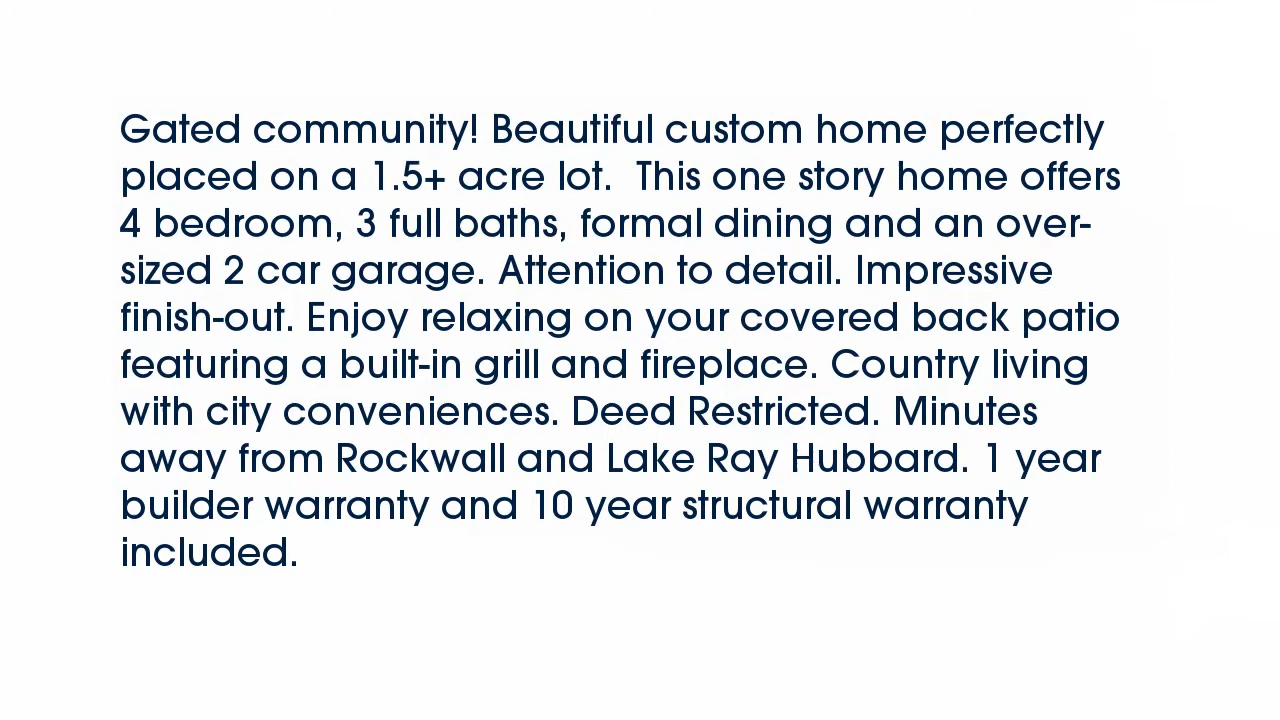 Gated community! Beautiful custom home perfectly
placed on a 1.5+ acre lot.  This one story home offers
4 bedroom, 3 full baths, formal dining and an over-
sized 2 car garage. Attention to detail. Impressive
finish-out. Enjoy relaxing on your covered back patio
featuring a built-in grill and fireplace. Country living
with city conveniences. Deed Restricted. Minutes
away from Rockwall and Lake Ray Hubbard. 1 year
builder warranty and 10 year structural warranty
included.